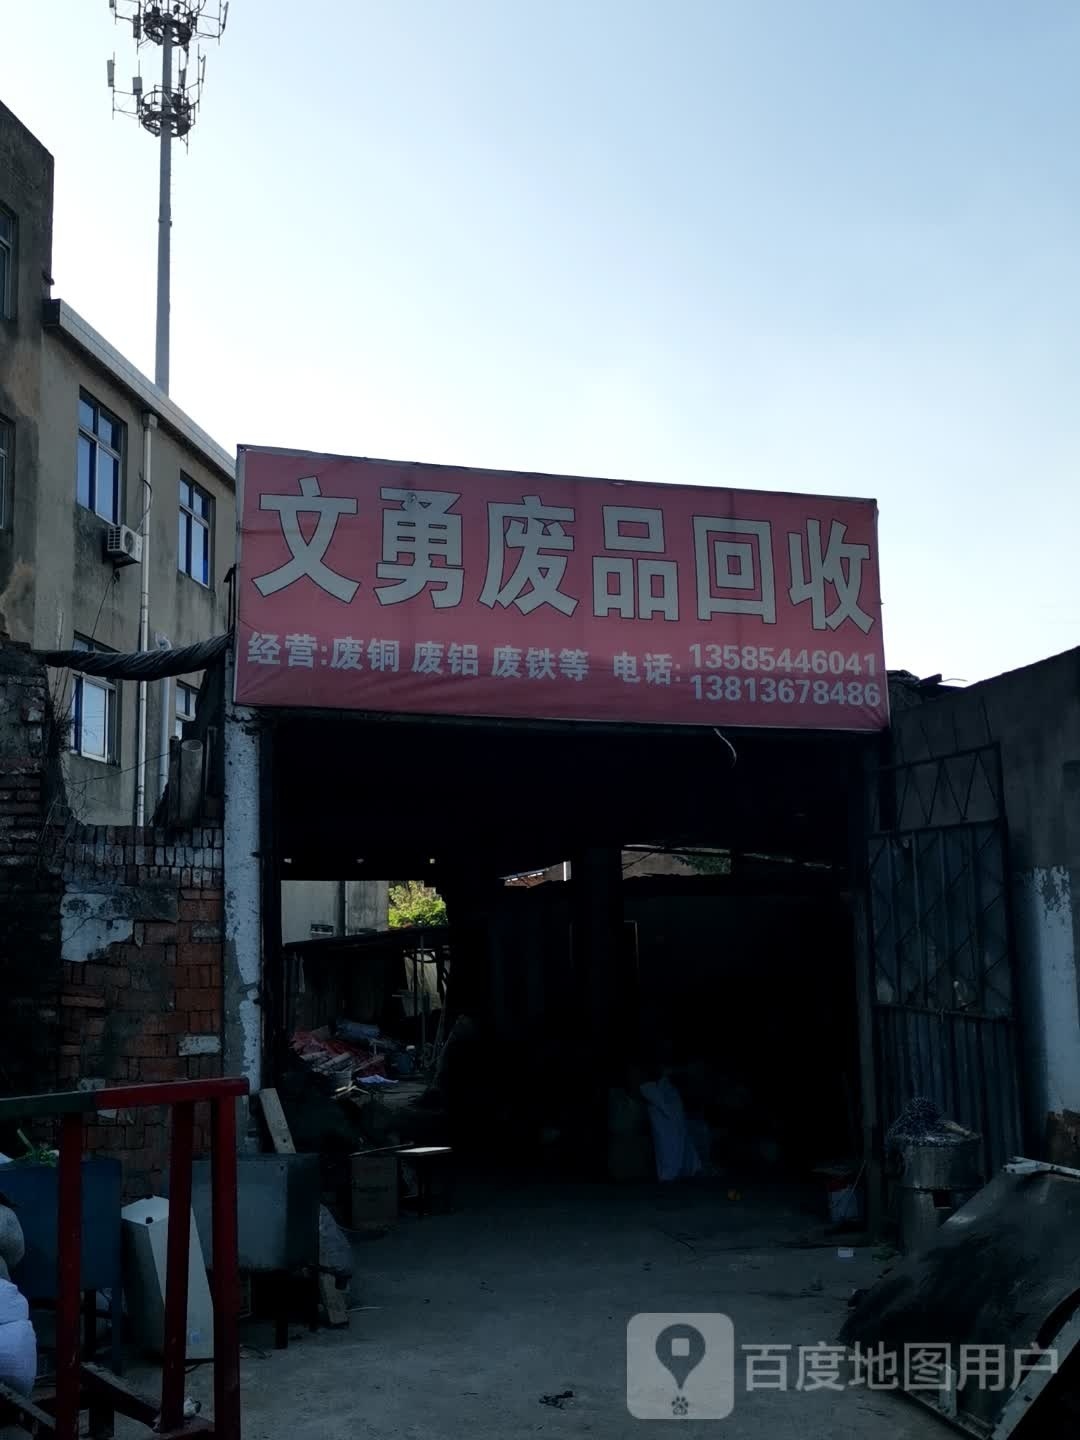 文勇废品回收
经营:废铜 废铝 废铁等 电话: 13585446041
13813678486
百度地图用户